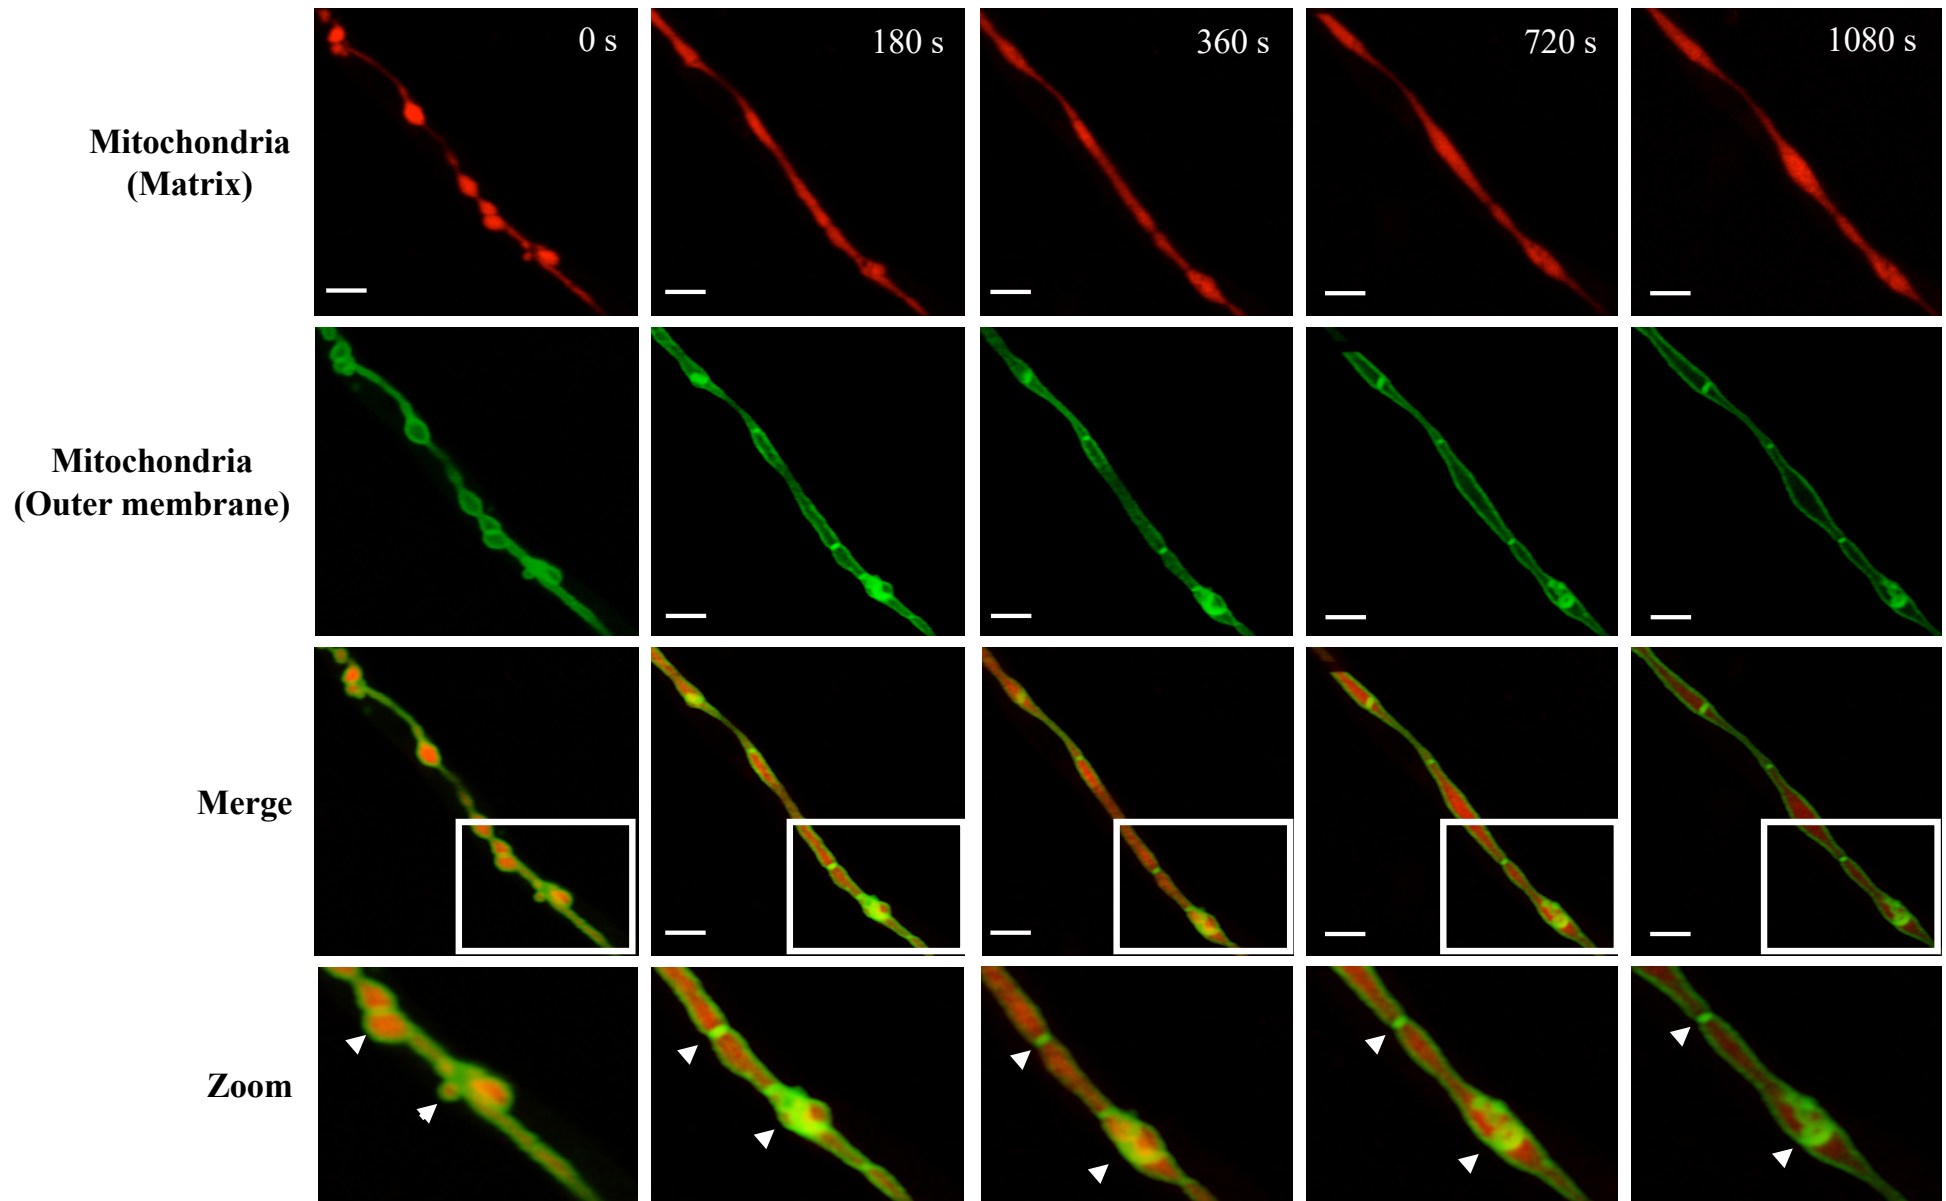 0 s
180 s
360 s
720 s
1080 s
Mitochondria
(Matrix)
Mitochondria
(Outer membrane)
Merge
Zoom